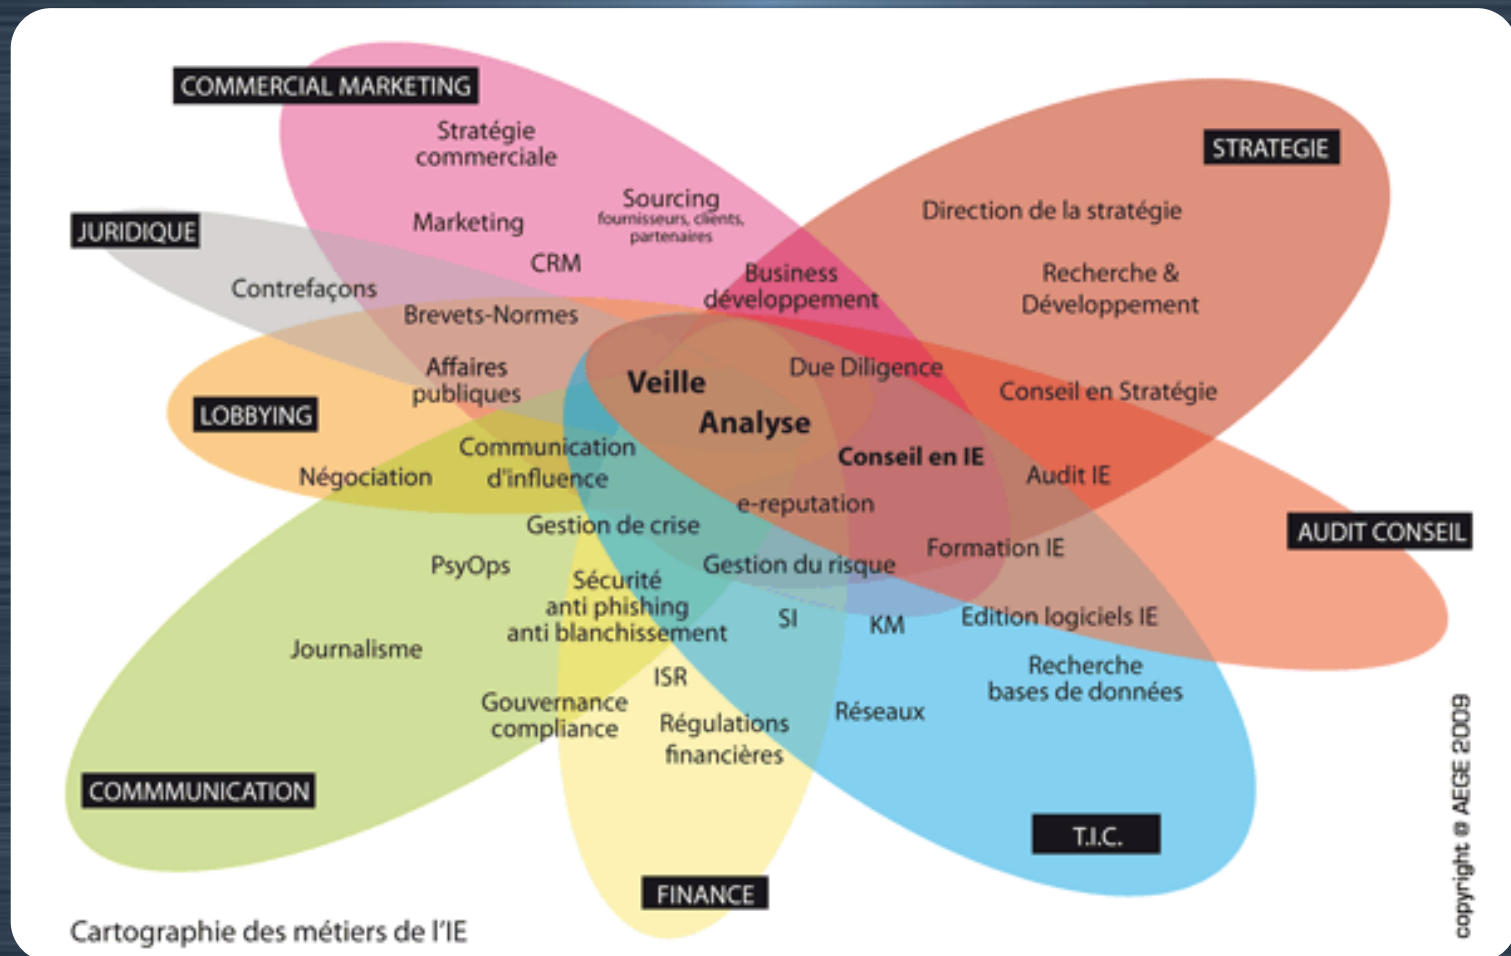 COMMERCIAL MARKETING
Stratégie
commerciale
Sourcing
fournisseurs, clients,
partenaires
Marketing
CRM
STRATEGIE
Direction de la stratégie
Recherche &
Développement
Business
développement
JURIDIQUE
Contrefaçons
Brevets-Normes
Affaires
publiques
LOBBYING
Négociation
Communication
d'influence
Veille
Analyse
Due Diligence
Conseil en Stratégie
Conseil en IE
Audit IE
e-reputation
AUDIT CONSEIL
Formation IE
Gestion de crise
Gestion du risque
PsyOps
Sécurité
anti phishing
anti blanchissement
SI
KM
Edition logiciels IE
Journalisme
ISR
Recherche
bases de données
Gouvernance
compliance
Régulations
financières
Réseaux
COMMMUNICATION
T.I.C.
FINANCE
Cartographie des métiers de l'IE
copyright @ AEGE 2009